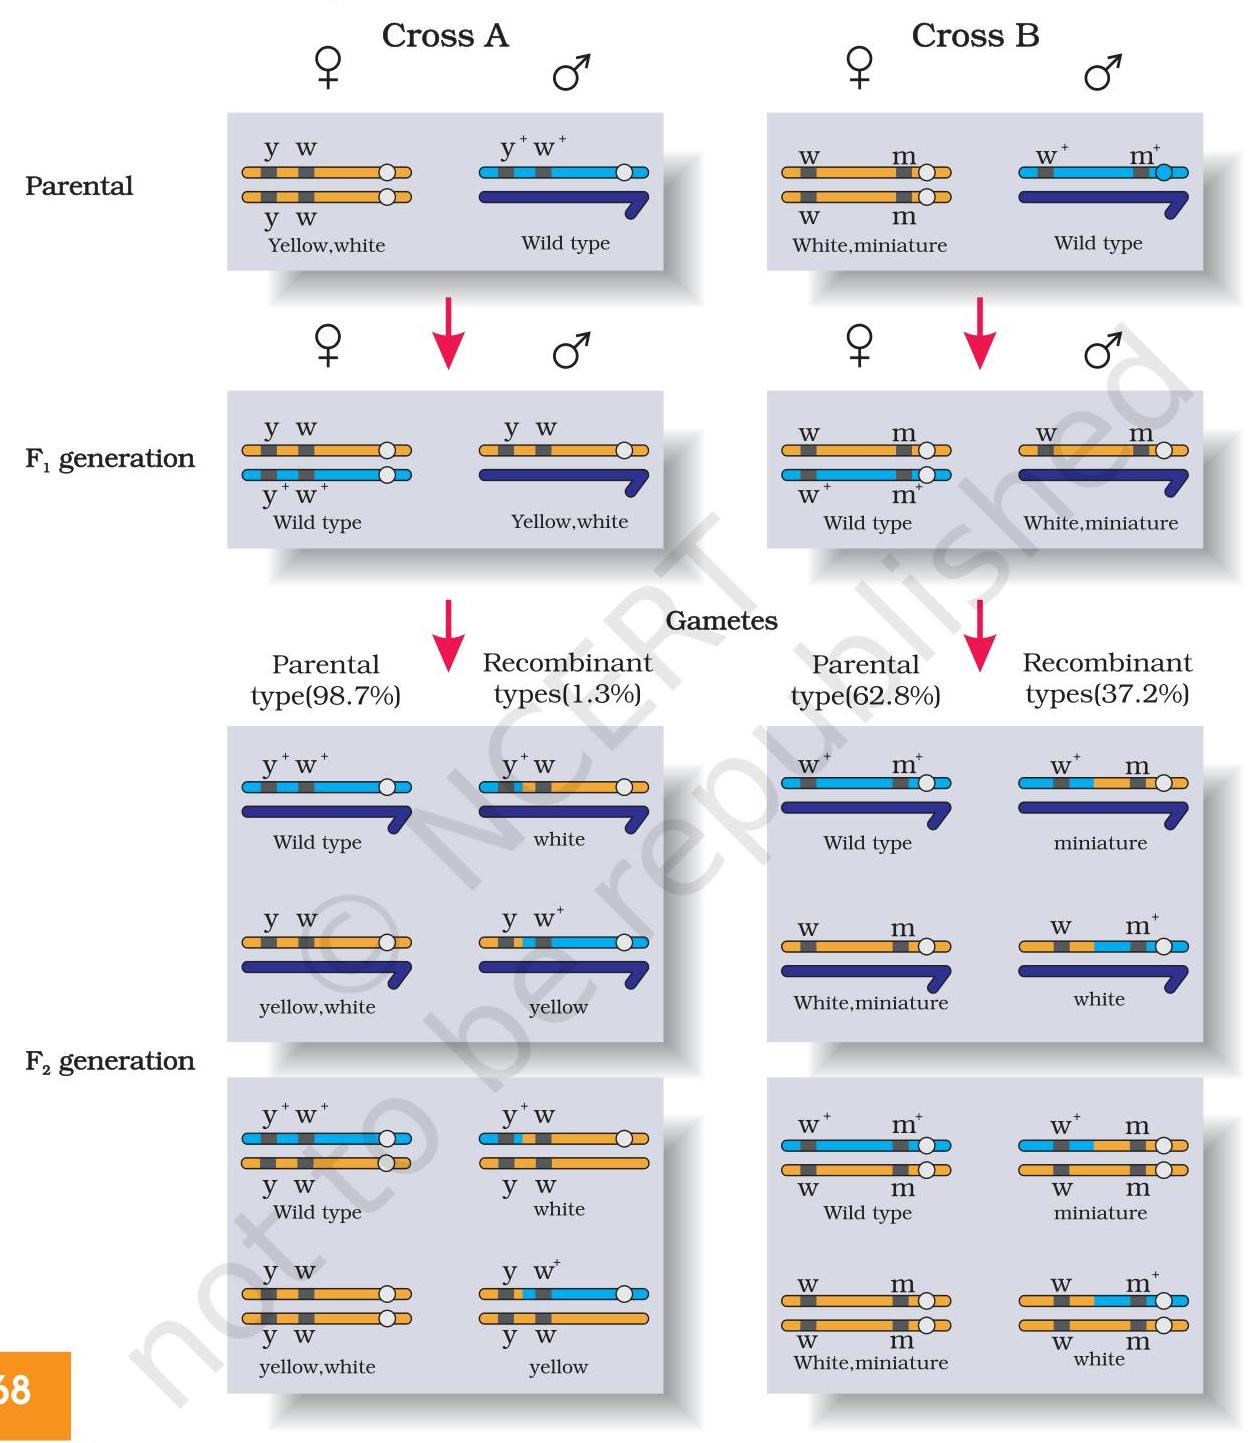 Cross A Cross B
♀ ♂ ♀ ♂
Parental
y w y+ w+ w m w+ m+
y w w m
Yellow,white Wild type White,miniature Wild type
♀ ♂ ♀ ♂
F1 generation
y w y w w m w m
y+ w+ w+ m+
Wild type Yellow,white Wild type White,miniature
Gametes
Parental Recombinant Parental Recombinant
type(98.7%) types(1.3%) type(62.8%) types(37.2%)
y+ w+ y+ w w+ m+ w+ m
Wild type white Wild type miniature
y w y w+ w m w m+
yellow,white yellow White,miniature white
F2 generation
y+ w+ y+ w w+ m+ w+ m
y w y w w m w m
Wild type white Wild type miniature
y w y w+ w m w m+
y w y w w m w m
yellow,white yellow White,miniature white
68
© NCERT
not to be republished